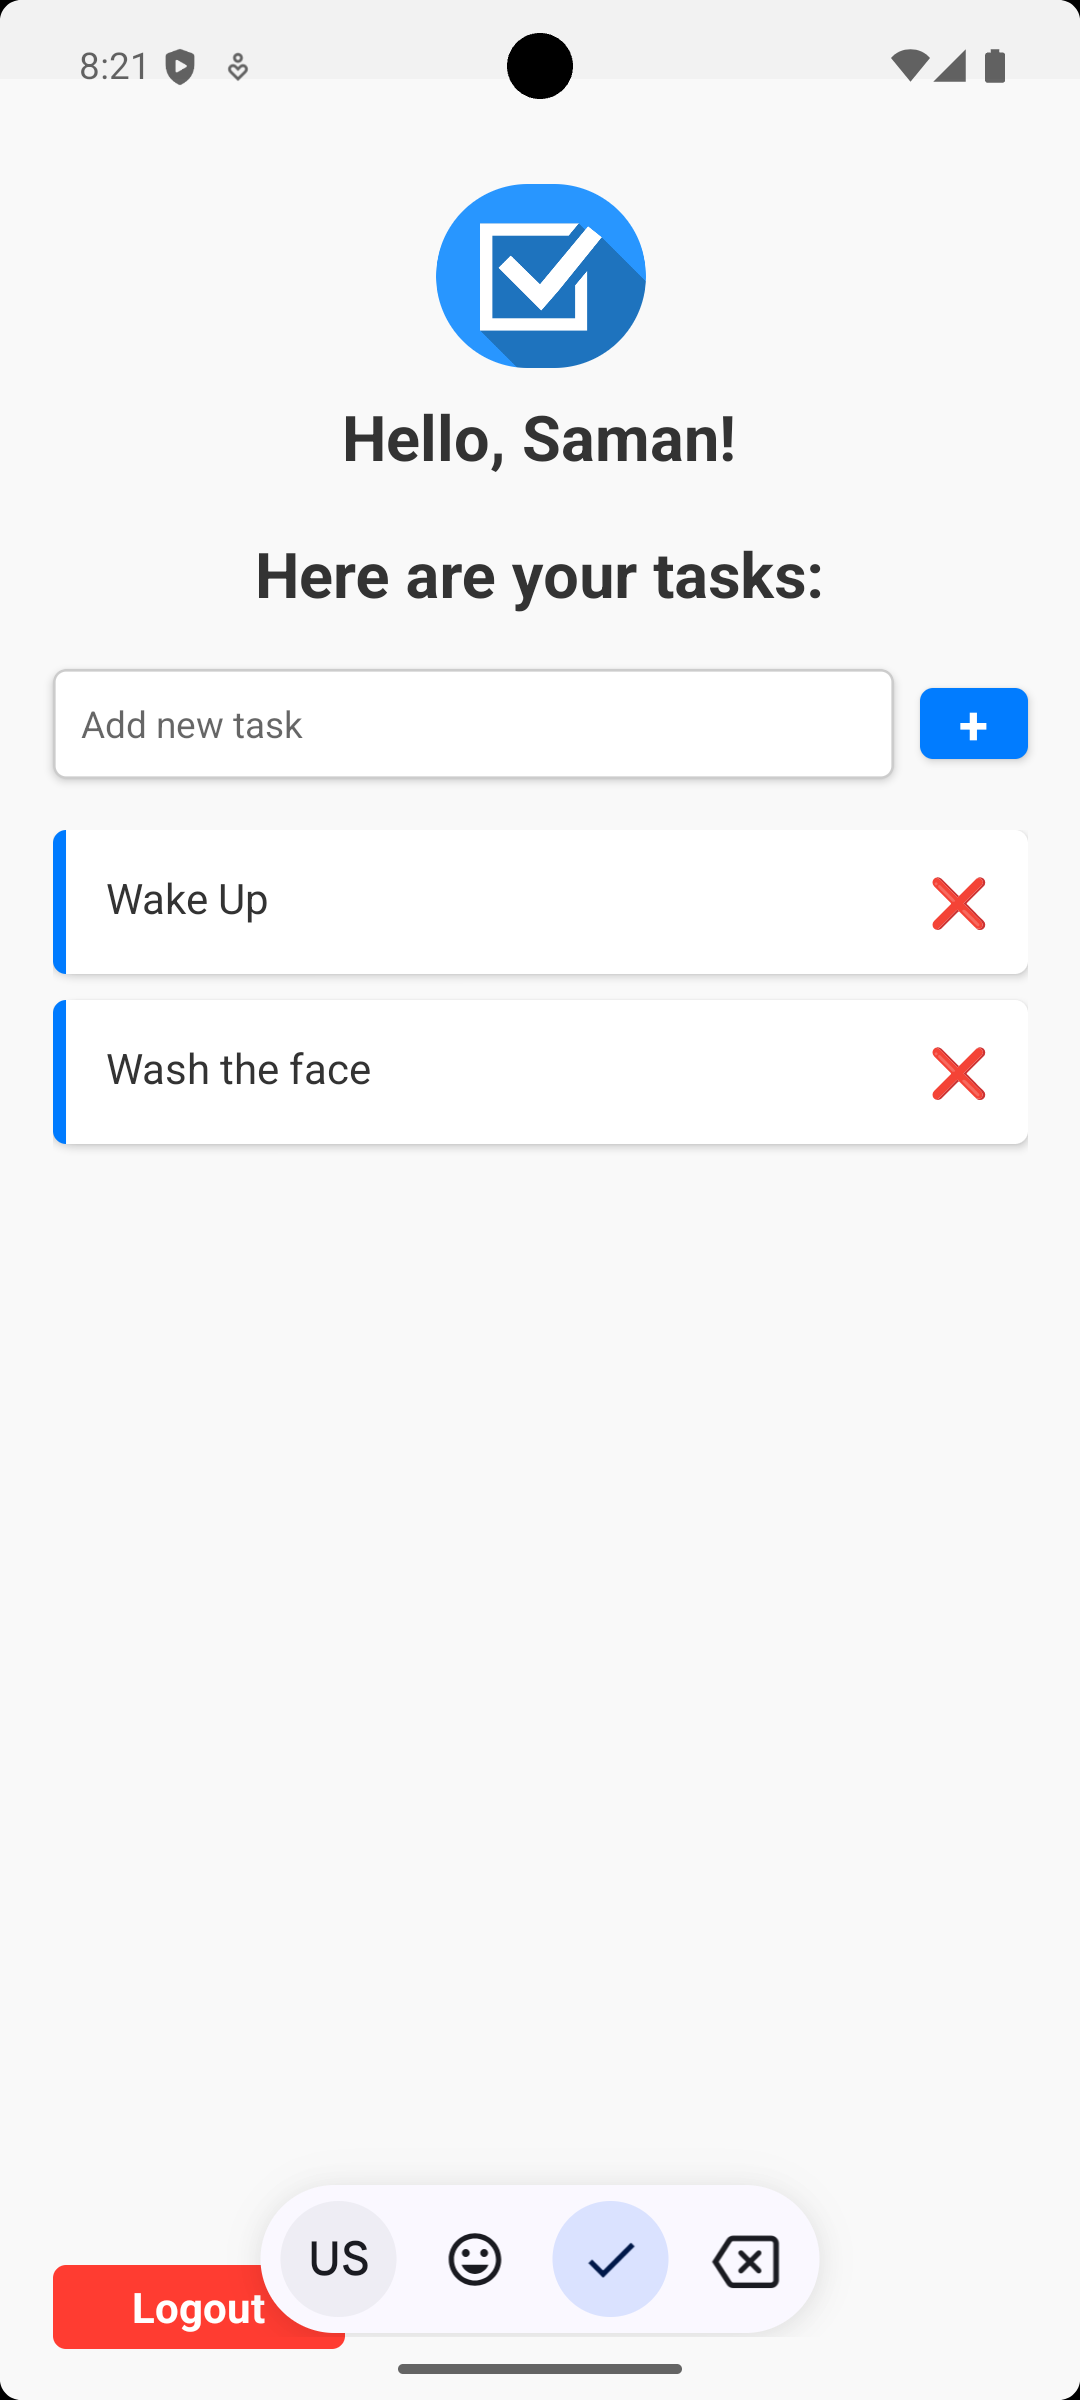 8:21
Hello, Saman!
Here are your tasks:
Add new task
+
Wake Up
Wash the face
US
Logout